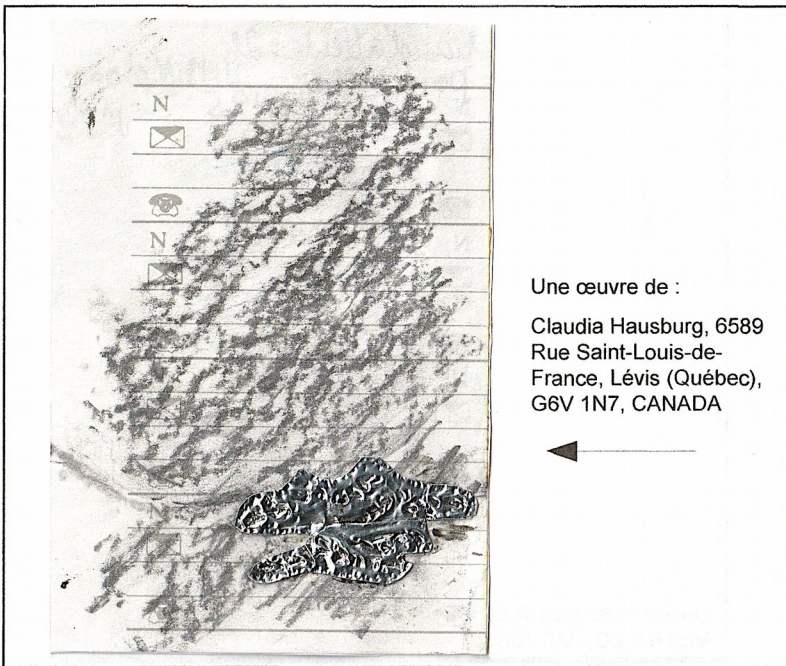 N
N
N
Une œuvre de :
Claudia Hausburg, 6589
Rue Saint-Louis-de-
France, Lévis (Québec),
G6V 1N7, CANADA